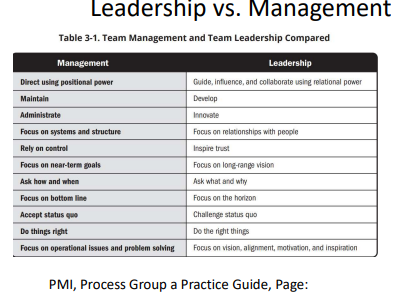 Leadership vs. Management
Table 3-1. Team Management and Team Leadership Compared
Management Leadership
Direct using positional power Guide, influence, and collaborate using relational power
Maintain Develop
Administrate Innovate
Focus on systems and structure Focus on relationships with people
Rely on control Inspire trust
Focus on near-term goals Focus on long-range vision
Ask how and when Ask what and why
Focus on bottom line Focus on the horizon
Accept status quo Challenge status quo
Do things right Do the right things
Focus on operational issues and problem solving Focus on vision, alignment, motivation, and inspiration
PMI, Process Group a Practice Guide, Page: